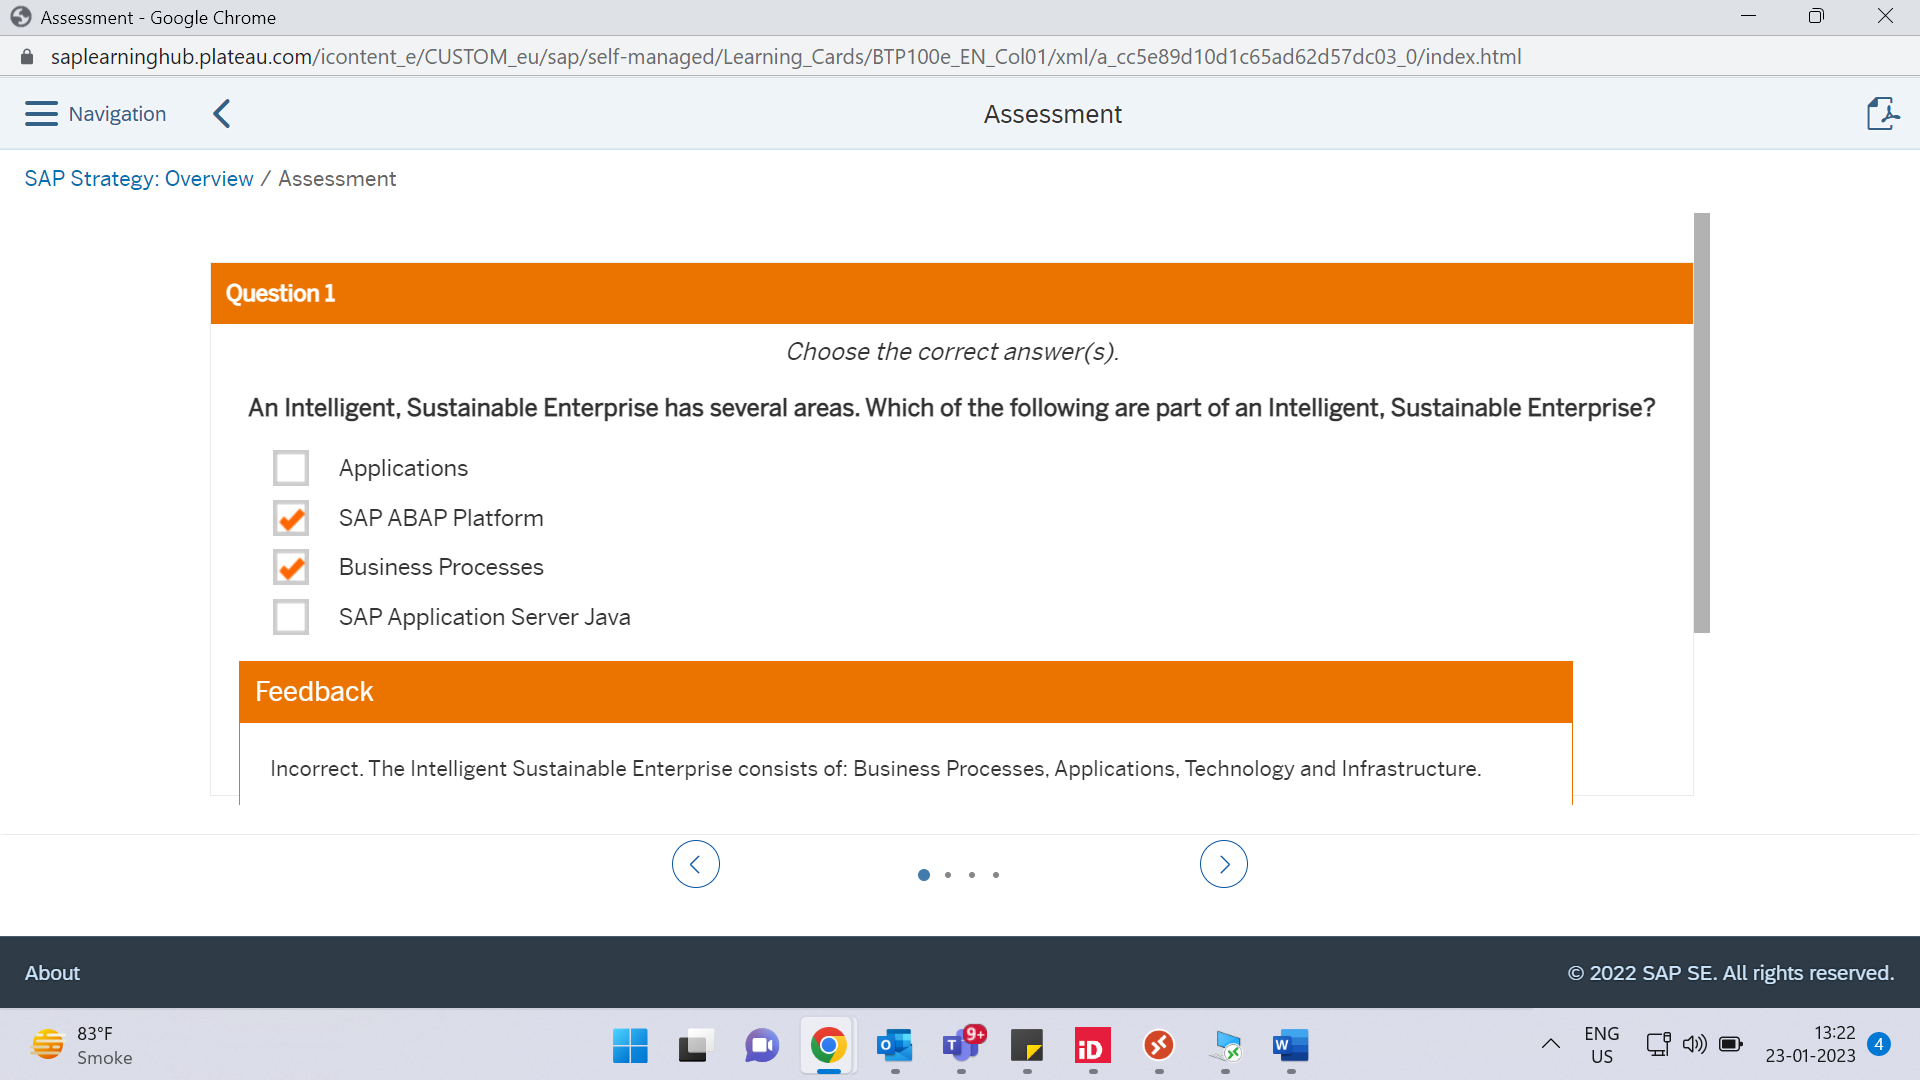 Assessment - Google Chrome
saplearninghub.plateau.com/icontent_e/CUSTOM_eu/sap/self-managed/Learning_Cards/BTP100e_EN_Col01/xml/a_cc5e89d10d1c65ad62d57dc03_0/index.html
Navigation
Assessment
SAP Strategy: Overview / Assessment
Question 1
Choose the correct answer(s).
An Intelligent, Sustainable Enterprise has several areas. Which of the following are part of an Intelligent, Sustainable Enterprise?
Applications
SAP ABAP Platform
Business Processes
SAP Application Server Java
Feedback
Incorrect. The Intelligent Sustainable Enterprise consists of: Business Processes, Applications, Technology and Infrastructure.
About
© 2022 SAP SE. All rights reserved.
83°F
Smoke
O
T
9+
iD
W
ENG
US
13:22
23-01-2023
4